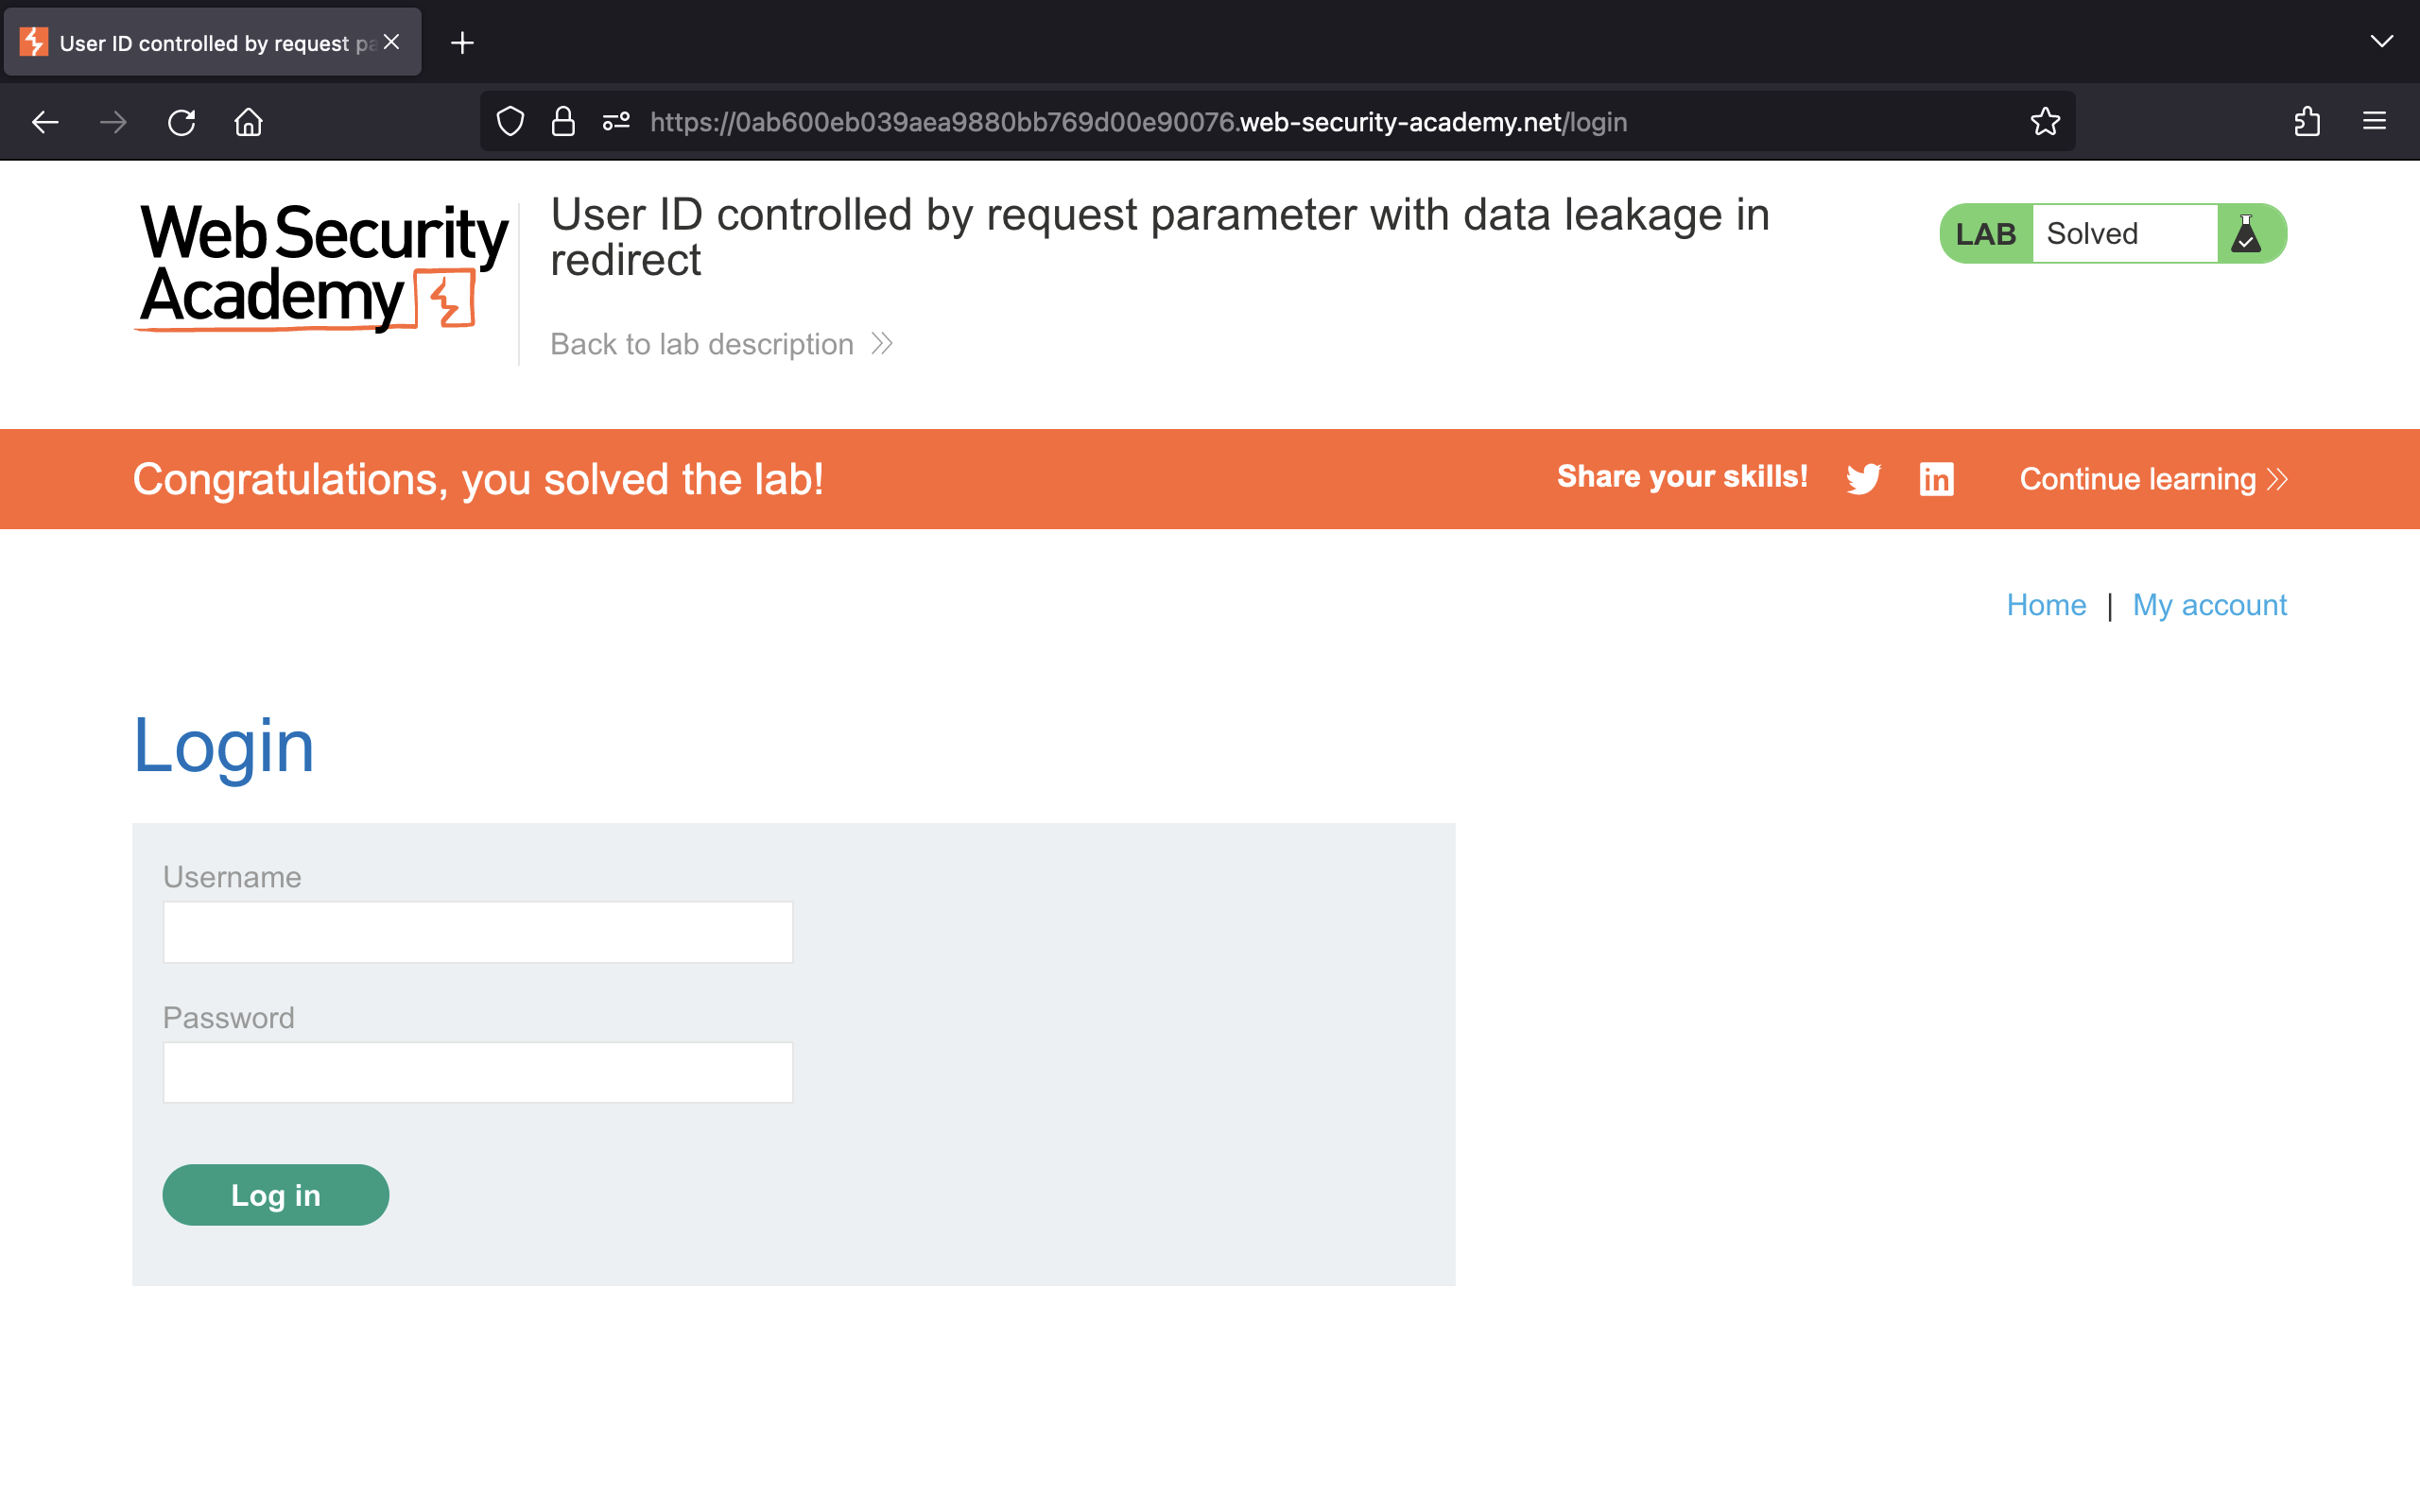 User ID controlled by request pa
https://0ab600eb039aea9880bb769d00e90076.web-security-academy.net/login
Web Security
Academy
User ID controlled by request parameter with data leakage in
redirect
Back to lab description
LAB Solved
Congratulations, you solved the lab!
Share your skills!
Continue learning
Home | My account
Login
Username
Password
Log in